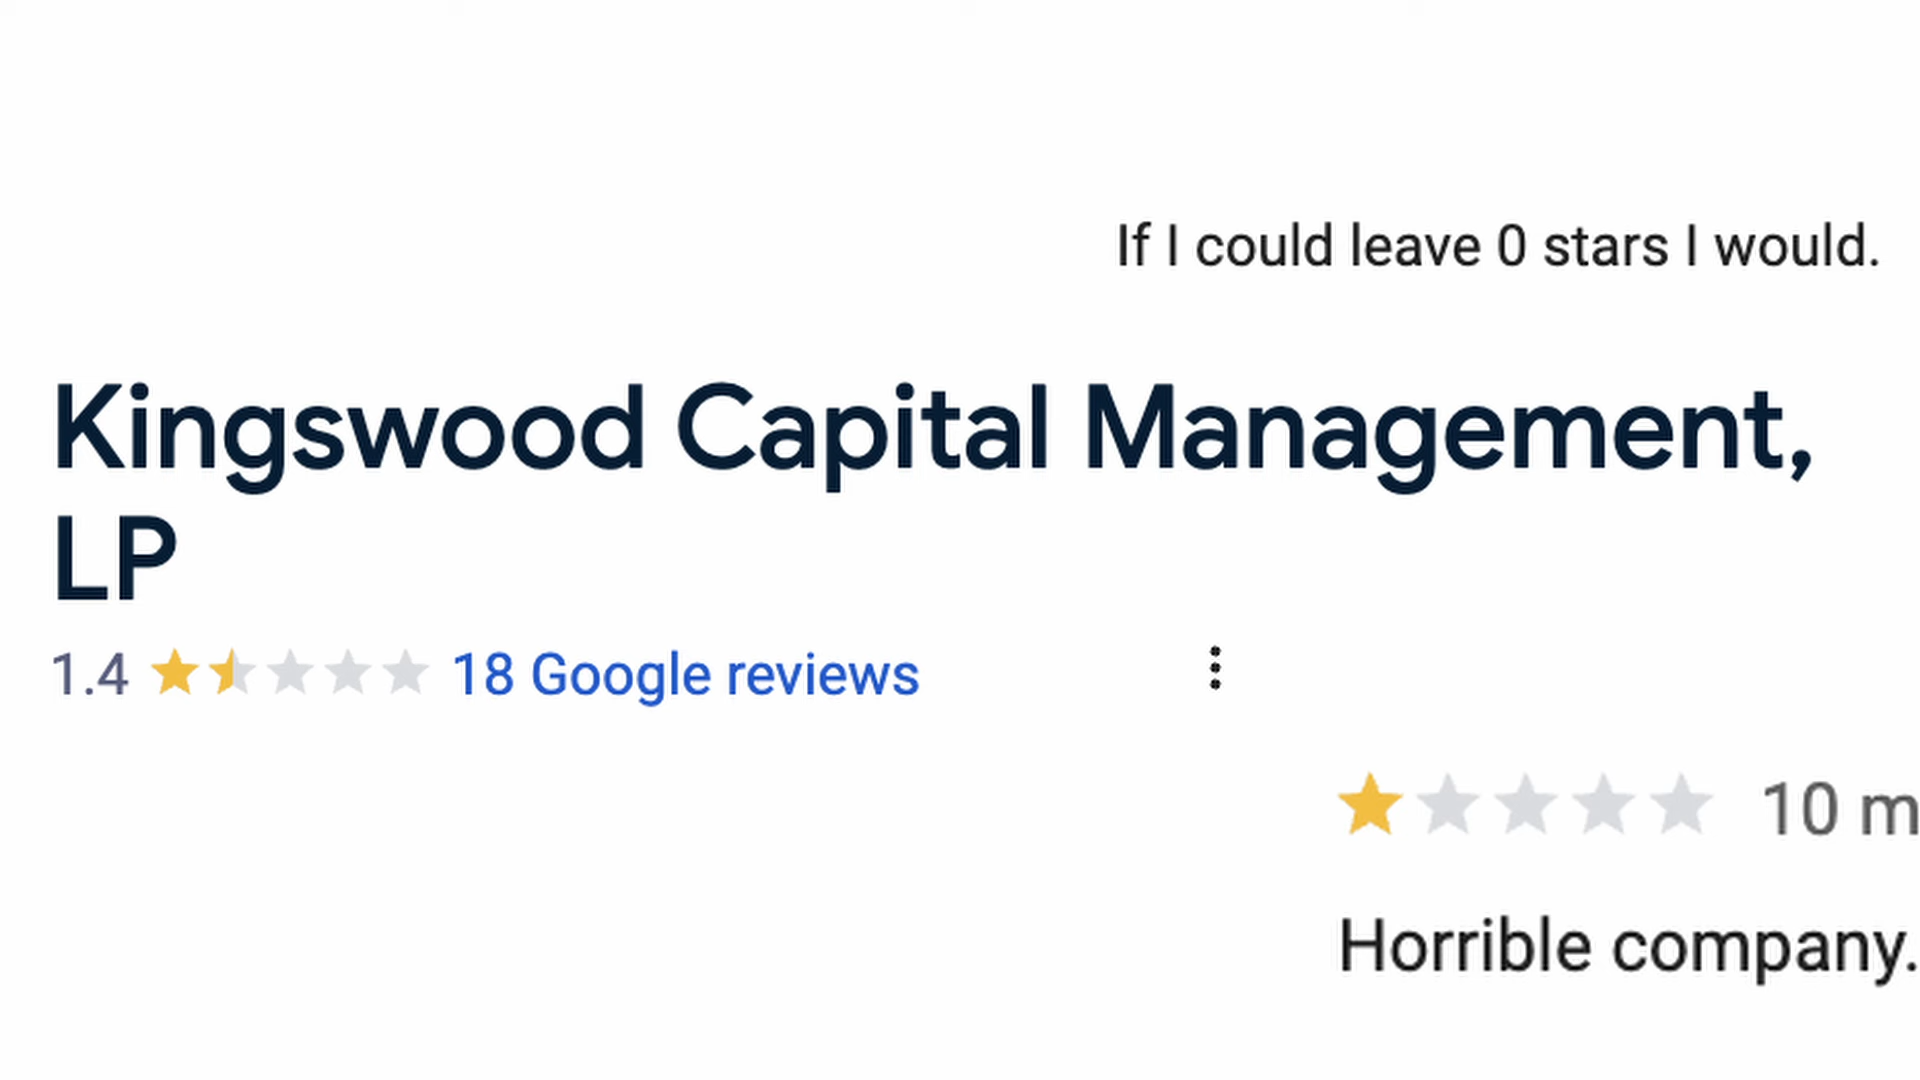 If I could leave 0 stars I would.
Kingswood Capital Management,
LP
1.4 18 Google reviews
10 m
Horrible company.